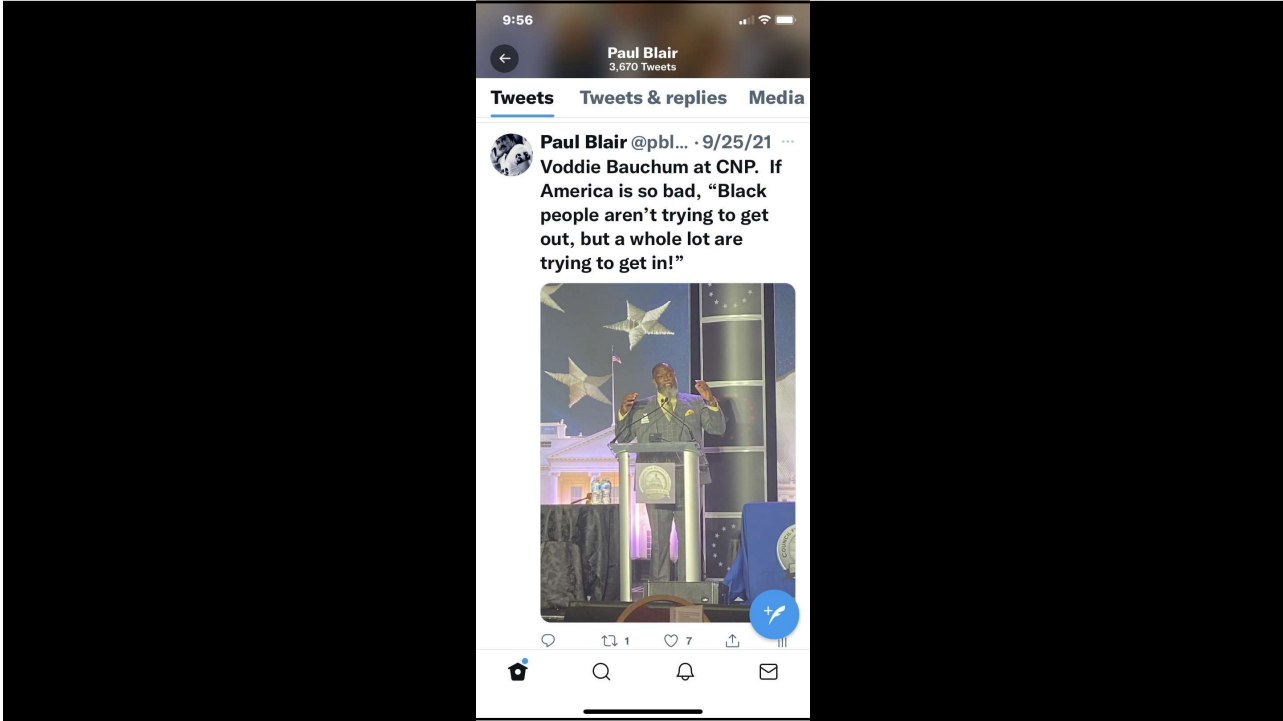 9:56
Paul Blair
3,670 Tweets
Tweets Tweets & replies Media
Paul Blair @pbl... · 9/25/21 ...
Voddie Bauchum at CNP. If
America is so bad, “Black
people aren’t trying to get
out, but a whole lot are
trying to get in!”
COUNCIL
1 7